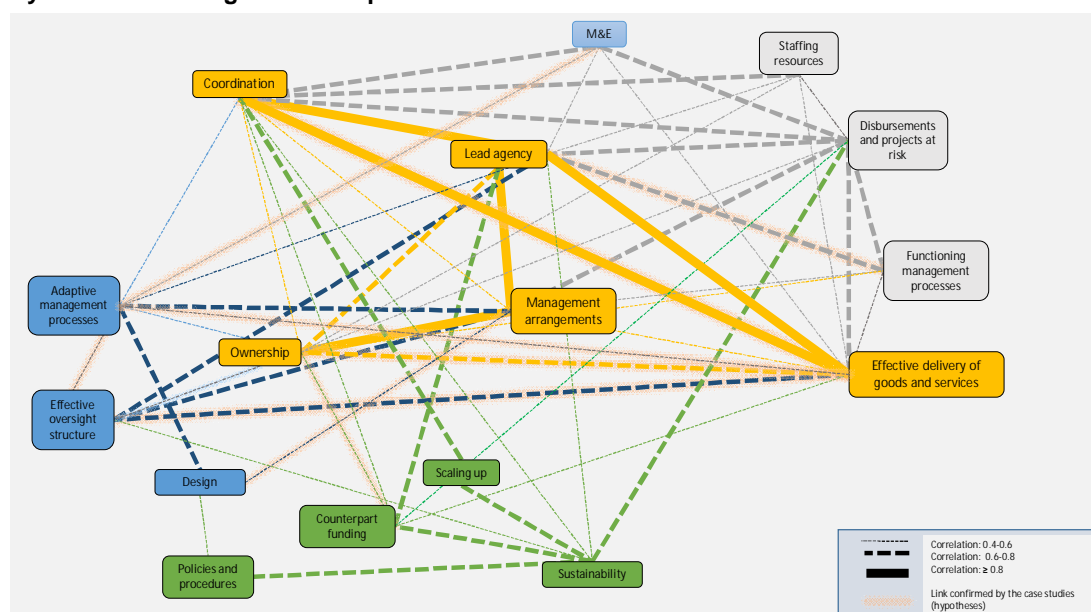 M&E
Staffing
resources
Coordination
Disbursements
and projects at
risk
Lead agency
Functioning
management
processes
Adaptive
management
processes
Management
arrangements
Ownership
Effective delivery of
goods and services
Effective
oversight
structure
Scaling up
Design
Counterpart
funding
Policies and
procedures
Sustainability
Correlation: 0.4-0.6
Correlation: 0.6-0.8
Correlation: ≥ 0.8
Link confirmed by the case studies
(hypotheses)